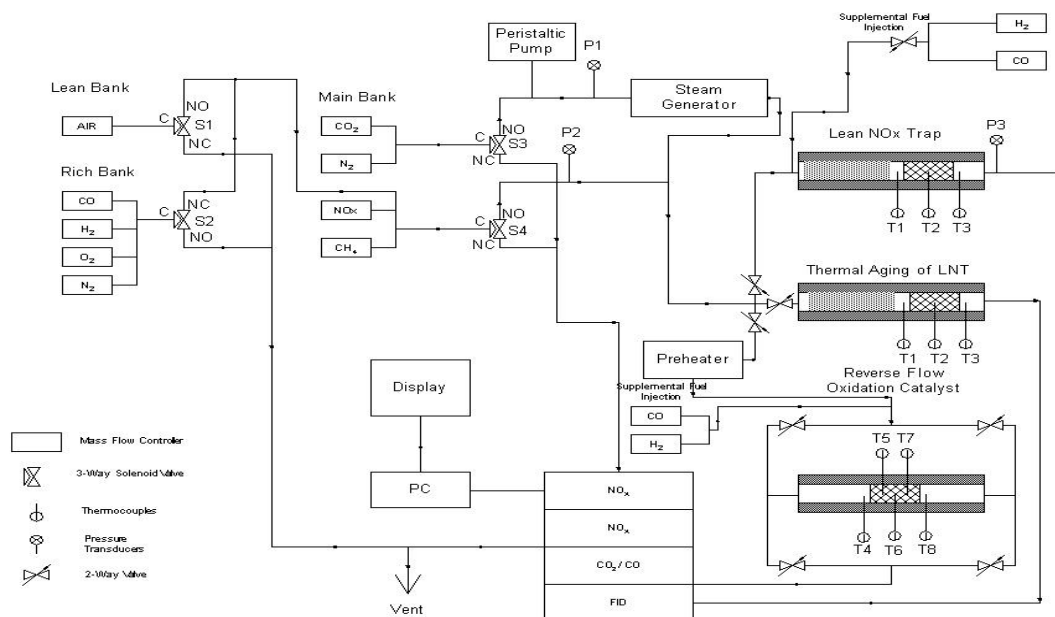 Supplemental Fuel
Injection
H₂
CO
Peristaltic
Pump
P1
Lean Bank
NO
AIR
C
S1
NC
Main Bank
CO₂
N₂
C
NO
S3
NC
Steam
Generator
P2
Lean NOx Trap
P3
T1
T2
T3
Rich Bank
CO
H₂
O₂
N₂
C
NC
S2
NO
NOx
CH₄
C
NO
S4
NC
Thermal Aging of LNT
T1
T2
T3
Preheater
Reverse Flow
Oxidation Catalyst
Supplemental Fuel
Injection
CO
H₂
Display
PC
T5
T7
T4
T6
T8
NOₓ
NOₓ
CO₂/CO
FID
Vent
Mass Flow Controller
3-Way Solenoid Valve
Thermocouples
Pressure
Transducers
2-Way Valve